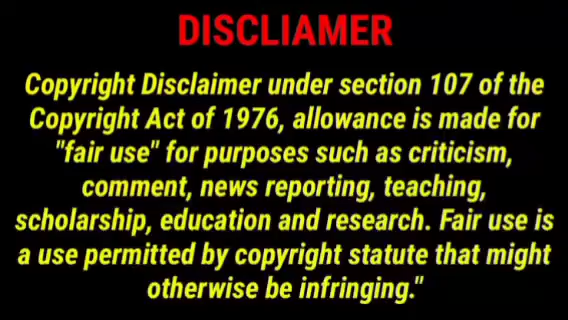 DISCLIAMER
Copyright Disclaimer under section 107 of the
Copyright Act of 1976, allowance is made for
"fair use" for purposes such as criticism,
comment, news reporting, teaching,
scholarship, education and research. Fair use is
a use permitted by copyright statute that might
otherwise be infringing."